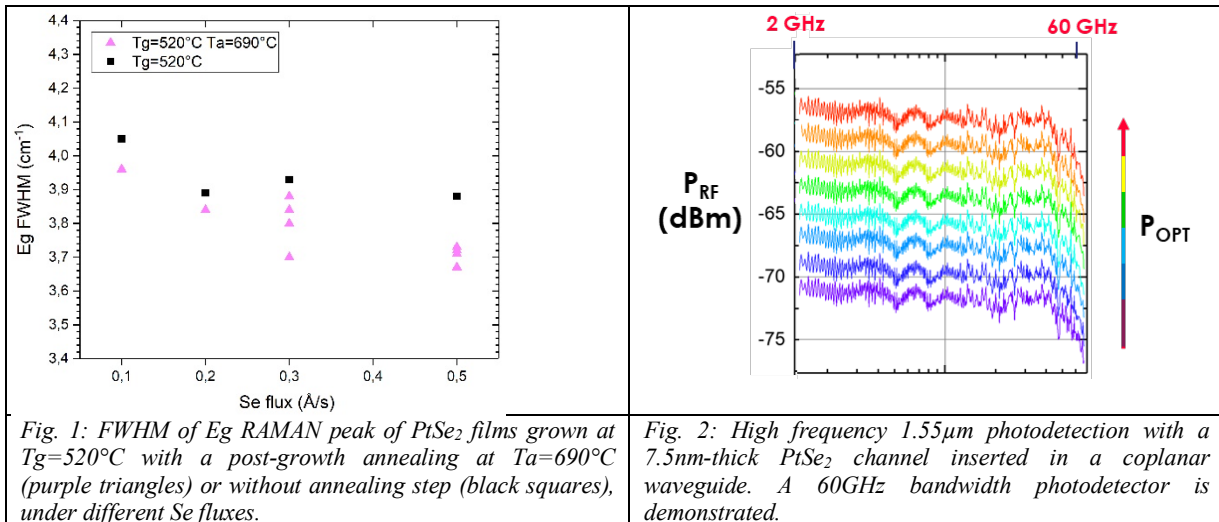 4,4
4,3
4,2
4,1
4,0
3,9
3,8
3,7
3,6
3,5
3,4
Eg FWHM (cm⁻¹)
Tg=520°C Ta=690°C
Tg=520°C
0,1 0,2 0,3 0,4 0,5
Se flux (Å/s)
Fig. 1: FWHM of Eg RAMAN peak of PtSe₂ films grown at
Tg=520°C with a post-growth annealing at Ta=690°C
(purple triangles) or without annealing step (black squares),
under different Se fluxes.
2 GHz 60 GHz
-55
-60
-65
-70
-75
P_RF
(dBm)
P_OPT
Fig. 2: High frequency 1.55µm photodetection with a
7.5nm-thick PtSe₂ channel inserted in a coplanar
waveguide. A 60GHz bandwidth photodetector is
demonstrated.